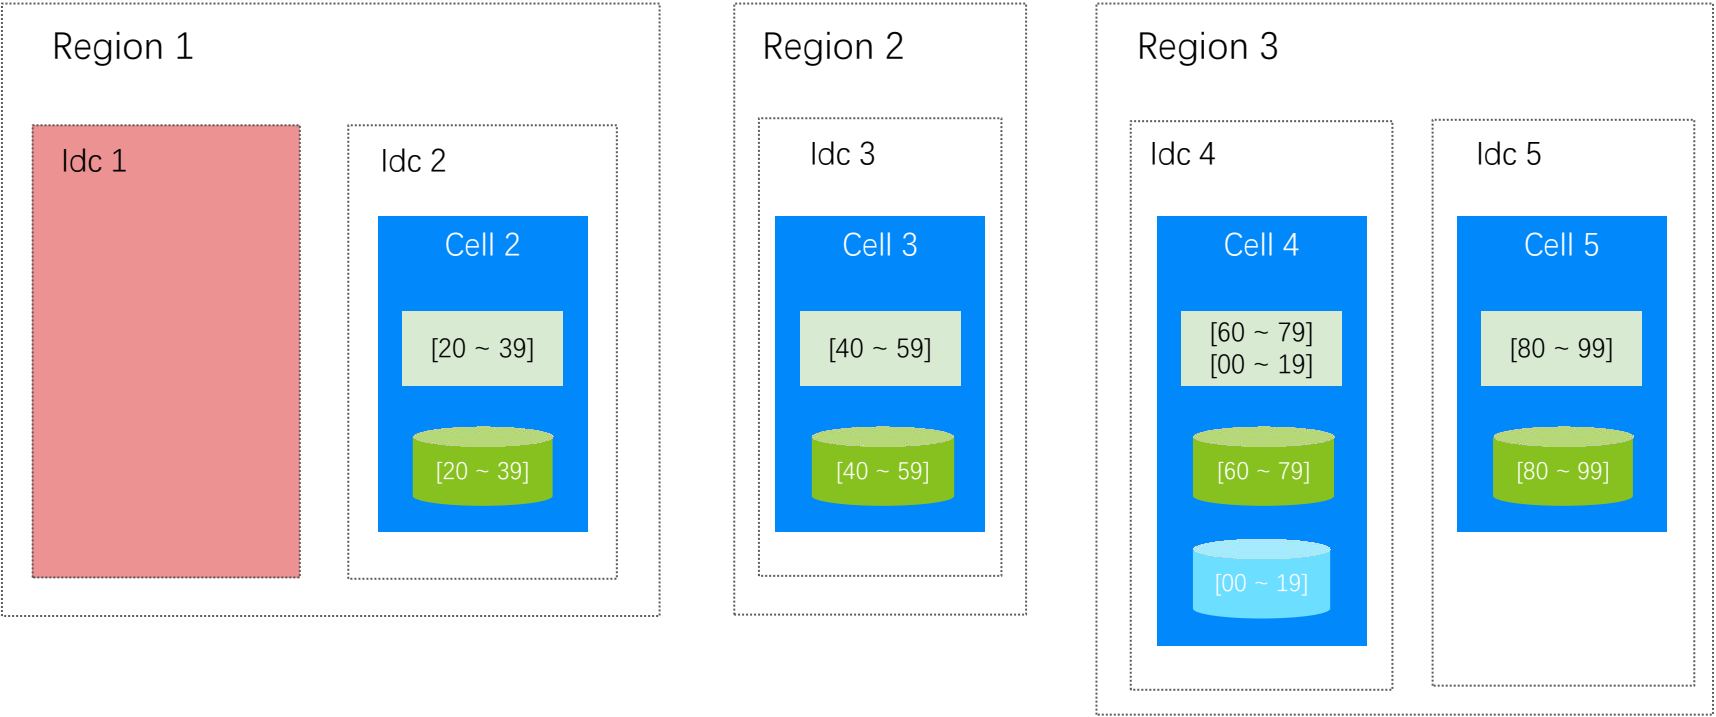 Region 1
Idc 1
Idc 2
Cell 2
[20 ~ 39]
[20 ~ 39]
Region 2
Idc 3
Cell 3
[40 ~ 59]
[40 ~ 59]
Region 3
Idc 4
Cell 4
[60 ~ 79]
[00 ~ 19]
[60 ~ 79]
[00 ~ 19]
Idc 5
Cell 5
[80 ~ 99]
[80 ~ 99]